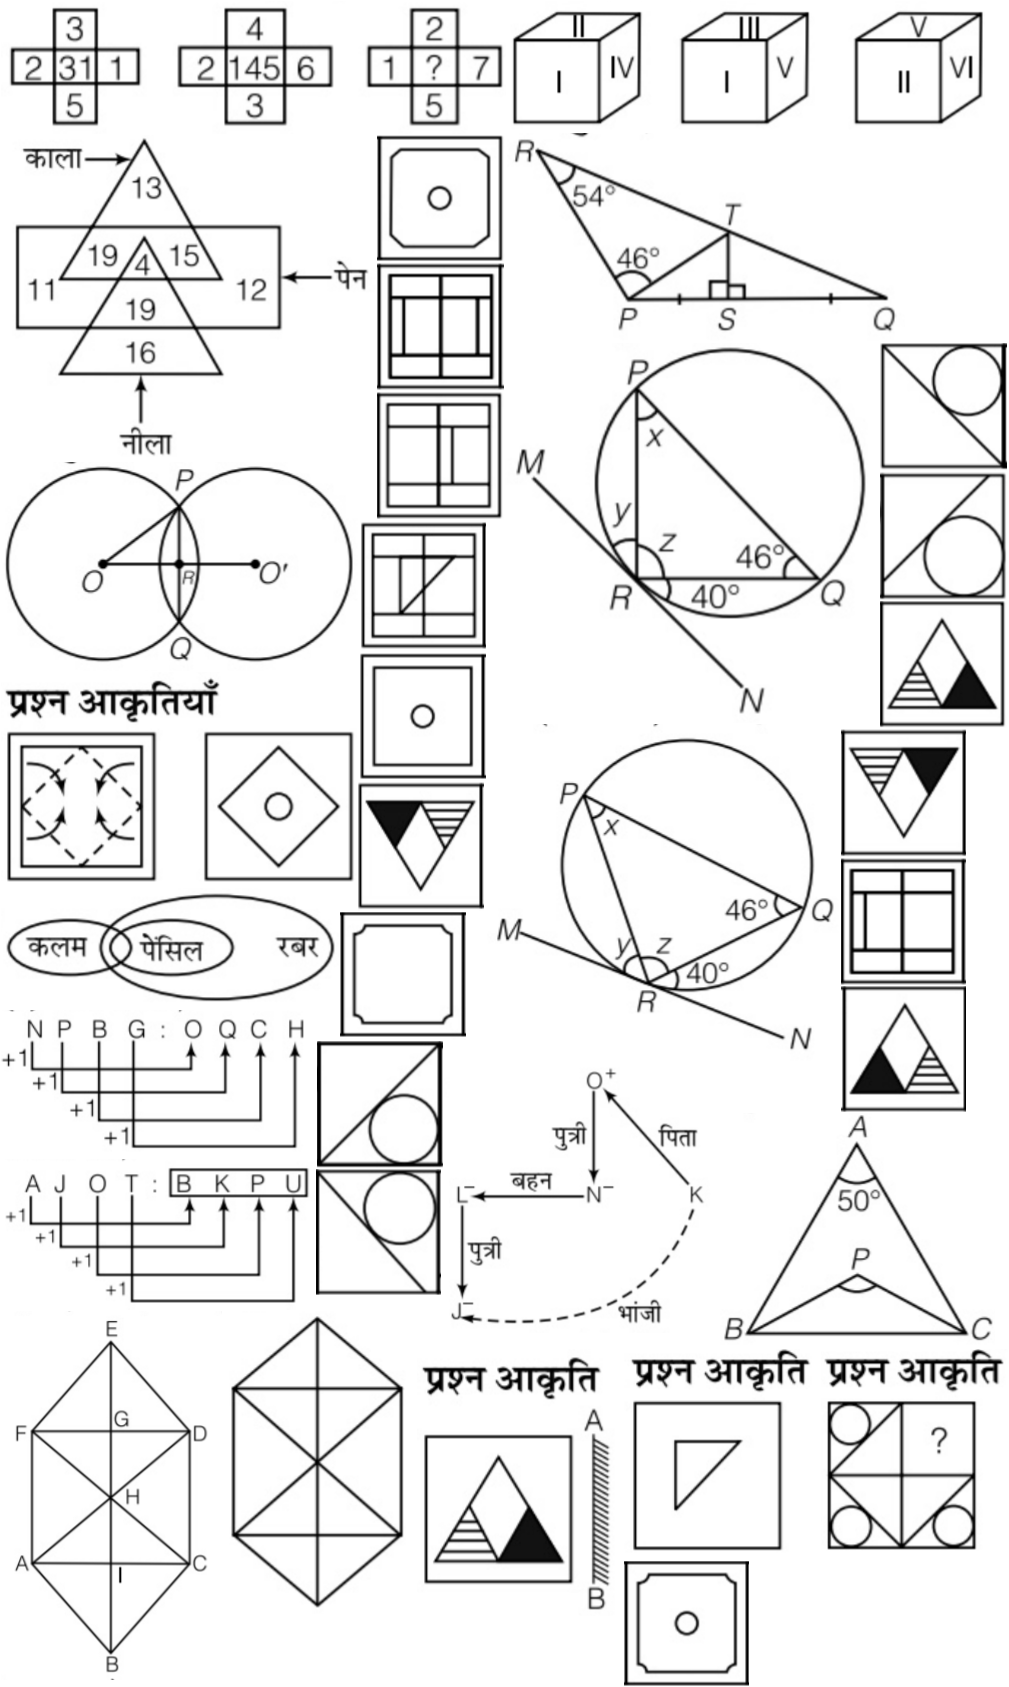 3
2 31 1
5
4
2 145 6
3
2
1 ? 7
5
II
I IV
III
I V
V
II VI
काला
13
19 4 15
11 12
19
16
पेन
नीला
R
54°
T
46°
P S Q
P
x
M
y z 46°
R 40° Q
N
P
O R O'
Q
प्रश्न आकृतियाँ
कलम पेंसिल रबर
P
x
46° Q
M
y z
40°
R
N
N P B G : O Q C H
+1
+1
+1
+1
A J O T : B K P U
+1
+1
+1
+1
O+
पुत्री पिता
बहन
L− N− K
पुत्री
J− भांजी
A
50°
P
B C
E
F G D
H
A I C
B
प्रश्न आकृति
A
B
प्रश्न आकृति
प्रश्न आकृति
?